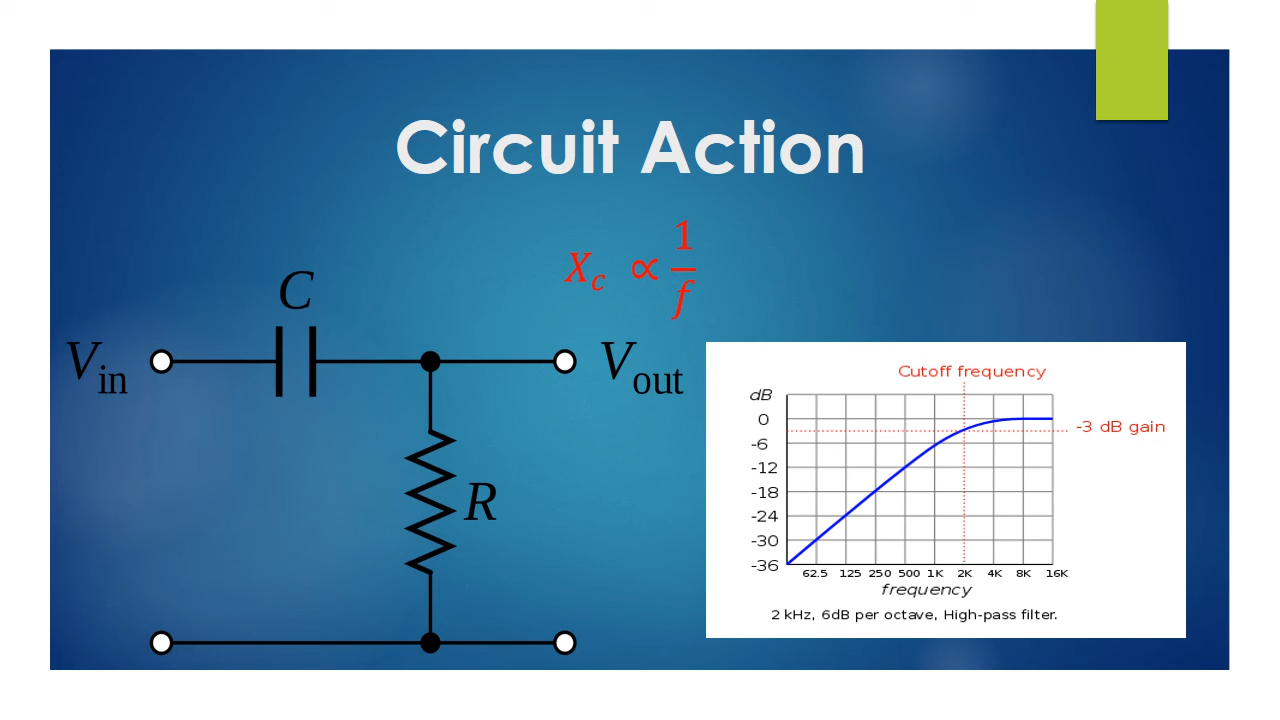 Circuit Action
X_c ∝ 1/f
C
V_in
V_out
R
Cutoff frequency
dB
0
-3 dB gain
-6
-12
-18
-24
-30
-36
62.5 125 250 500 1K 2K 4K 8K 16K
frequency
2 kHz, 6dB per octave, High-pass filter.